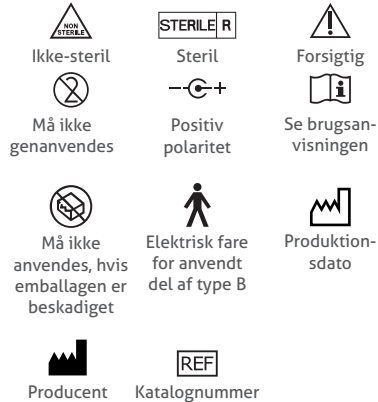 NON
STERILE
STERILE R
Ikke-steril
Steril
Forsigtig
2
i
Må ikke
genanvendes
Positiv
polaritet
Se brugsan-
visningen
Må ikke
anvendes, hvis
emballagen er
beskadiget
Elektrisk fare
for anvendt
del af type B
Produktion-
sdato
REF
Producent
Katalognummer